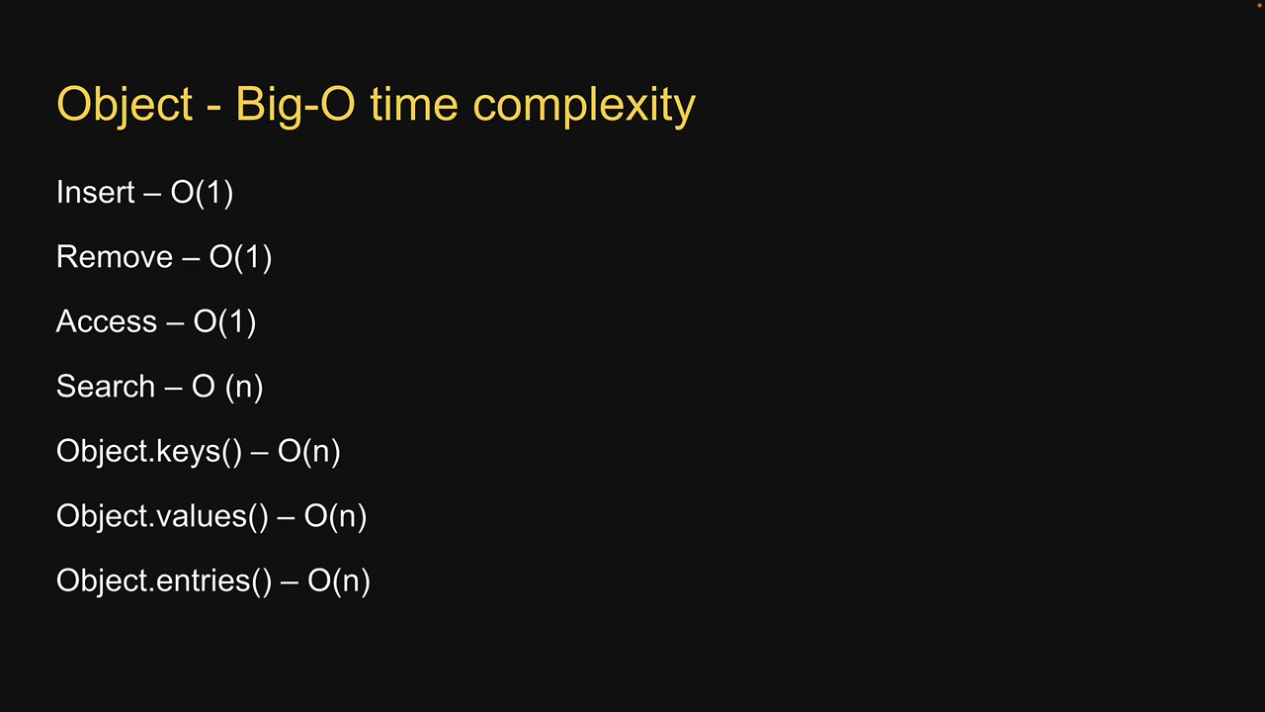 Object - Big-O time complexity
Insert – O(1)
Remove – O(1)
Access – O(1)
Search – O (n)
Object.keys() – O(n)
Object.values() – O(n)
Object.entries() – O(n)